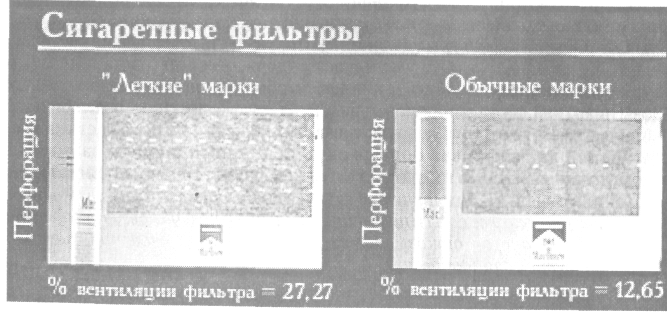 Сигаретные фильтры
"Легкие" марки
Обычные марки
Перфорация
Перфорация
% вентиляции фильтра = 27,27
% вентиляции фильтра = 12,65